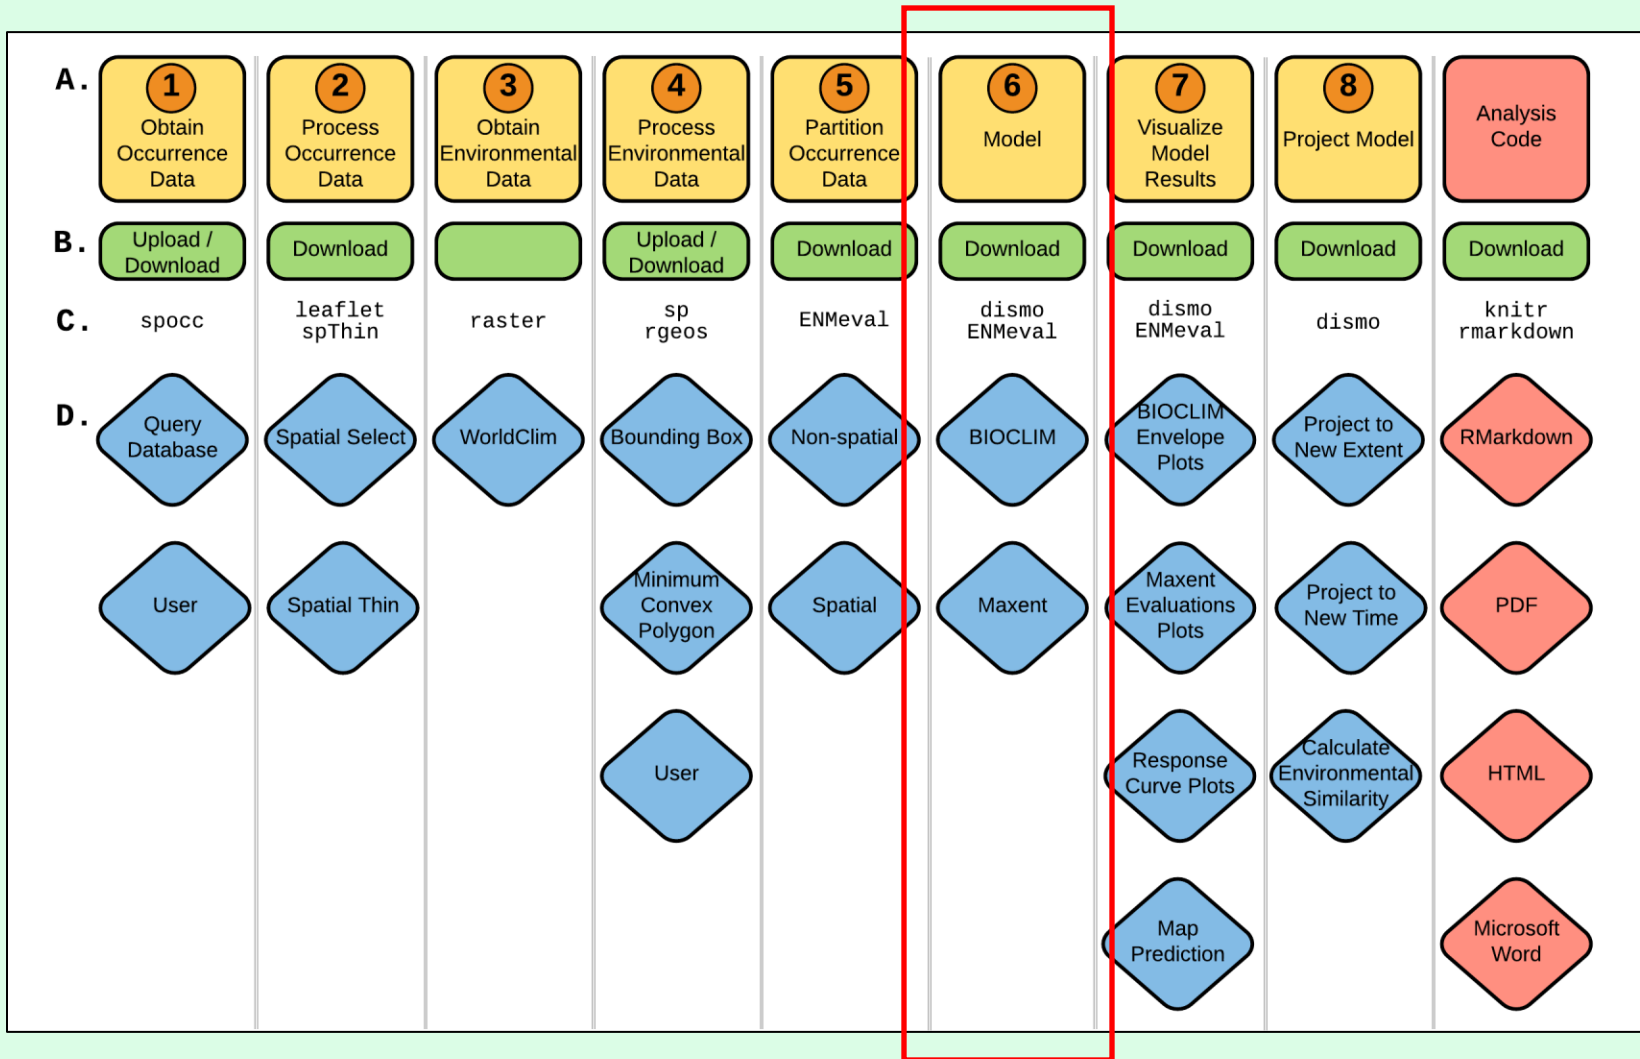 A.
1
Obtain
Occurrence
Data
2
Process
Occurrence
Data
3
Obtain
Environmental
Data
4
Process
Environmental
Data
5
Partition
Occurrence
Data
6
Model
7
Visualize
Model
Results
8
Project Model
Analysis
Code
B.
Upload /
Download
Download
Upload /
Download
Download
Download
Download
Download
Download
C.
spocc
leaflet
spThin
raster
sp
rgeos
ENMeval
dismo
ENMeval
dismo
ENMeval
dismo
knitr
rmarkdown
D.
Query
Database
Spatial Select
WorldClim
Bounding Box
Non-spatial
BIOCLIM
BIOCLIM
Envelope
Plots
Project to
New Extent
RMarkdown
User
Spatial Thin
Minimum
Convex
Polygon
Spatial
Maxent
Maxent
Evaluations
Plots
Project to
New Time
PDF
User
Response
Curve Plots
Calculate
Environmental
Similarity
HTML
Map
Prediction
Microsoft
Word